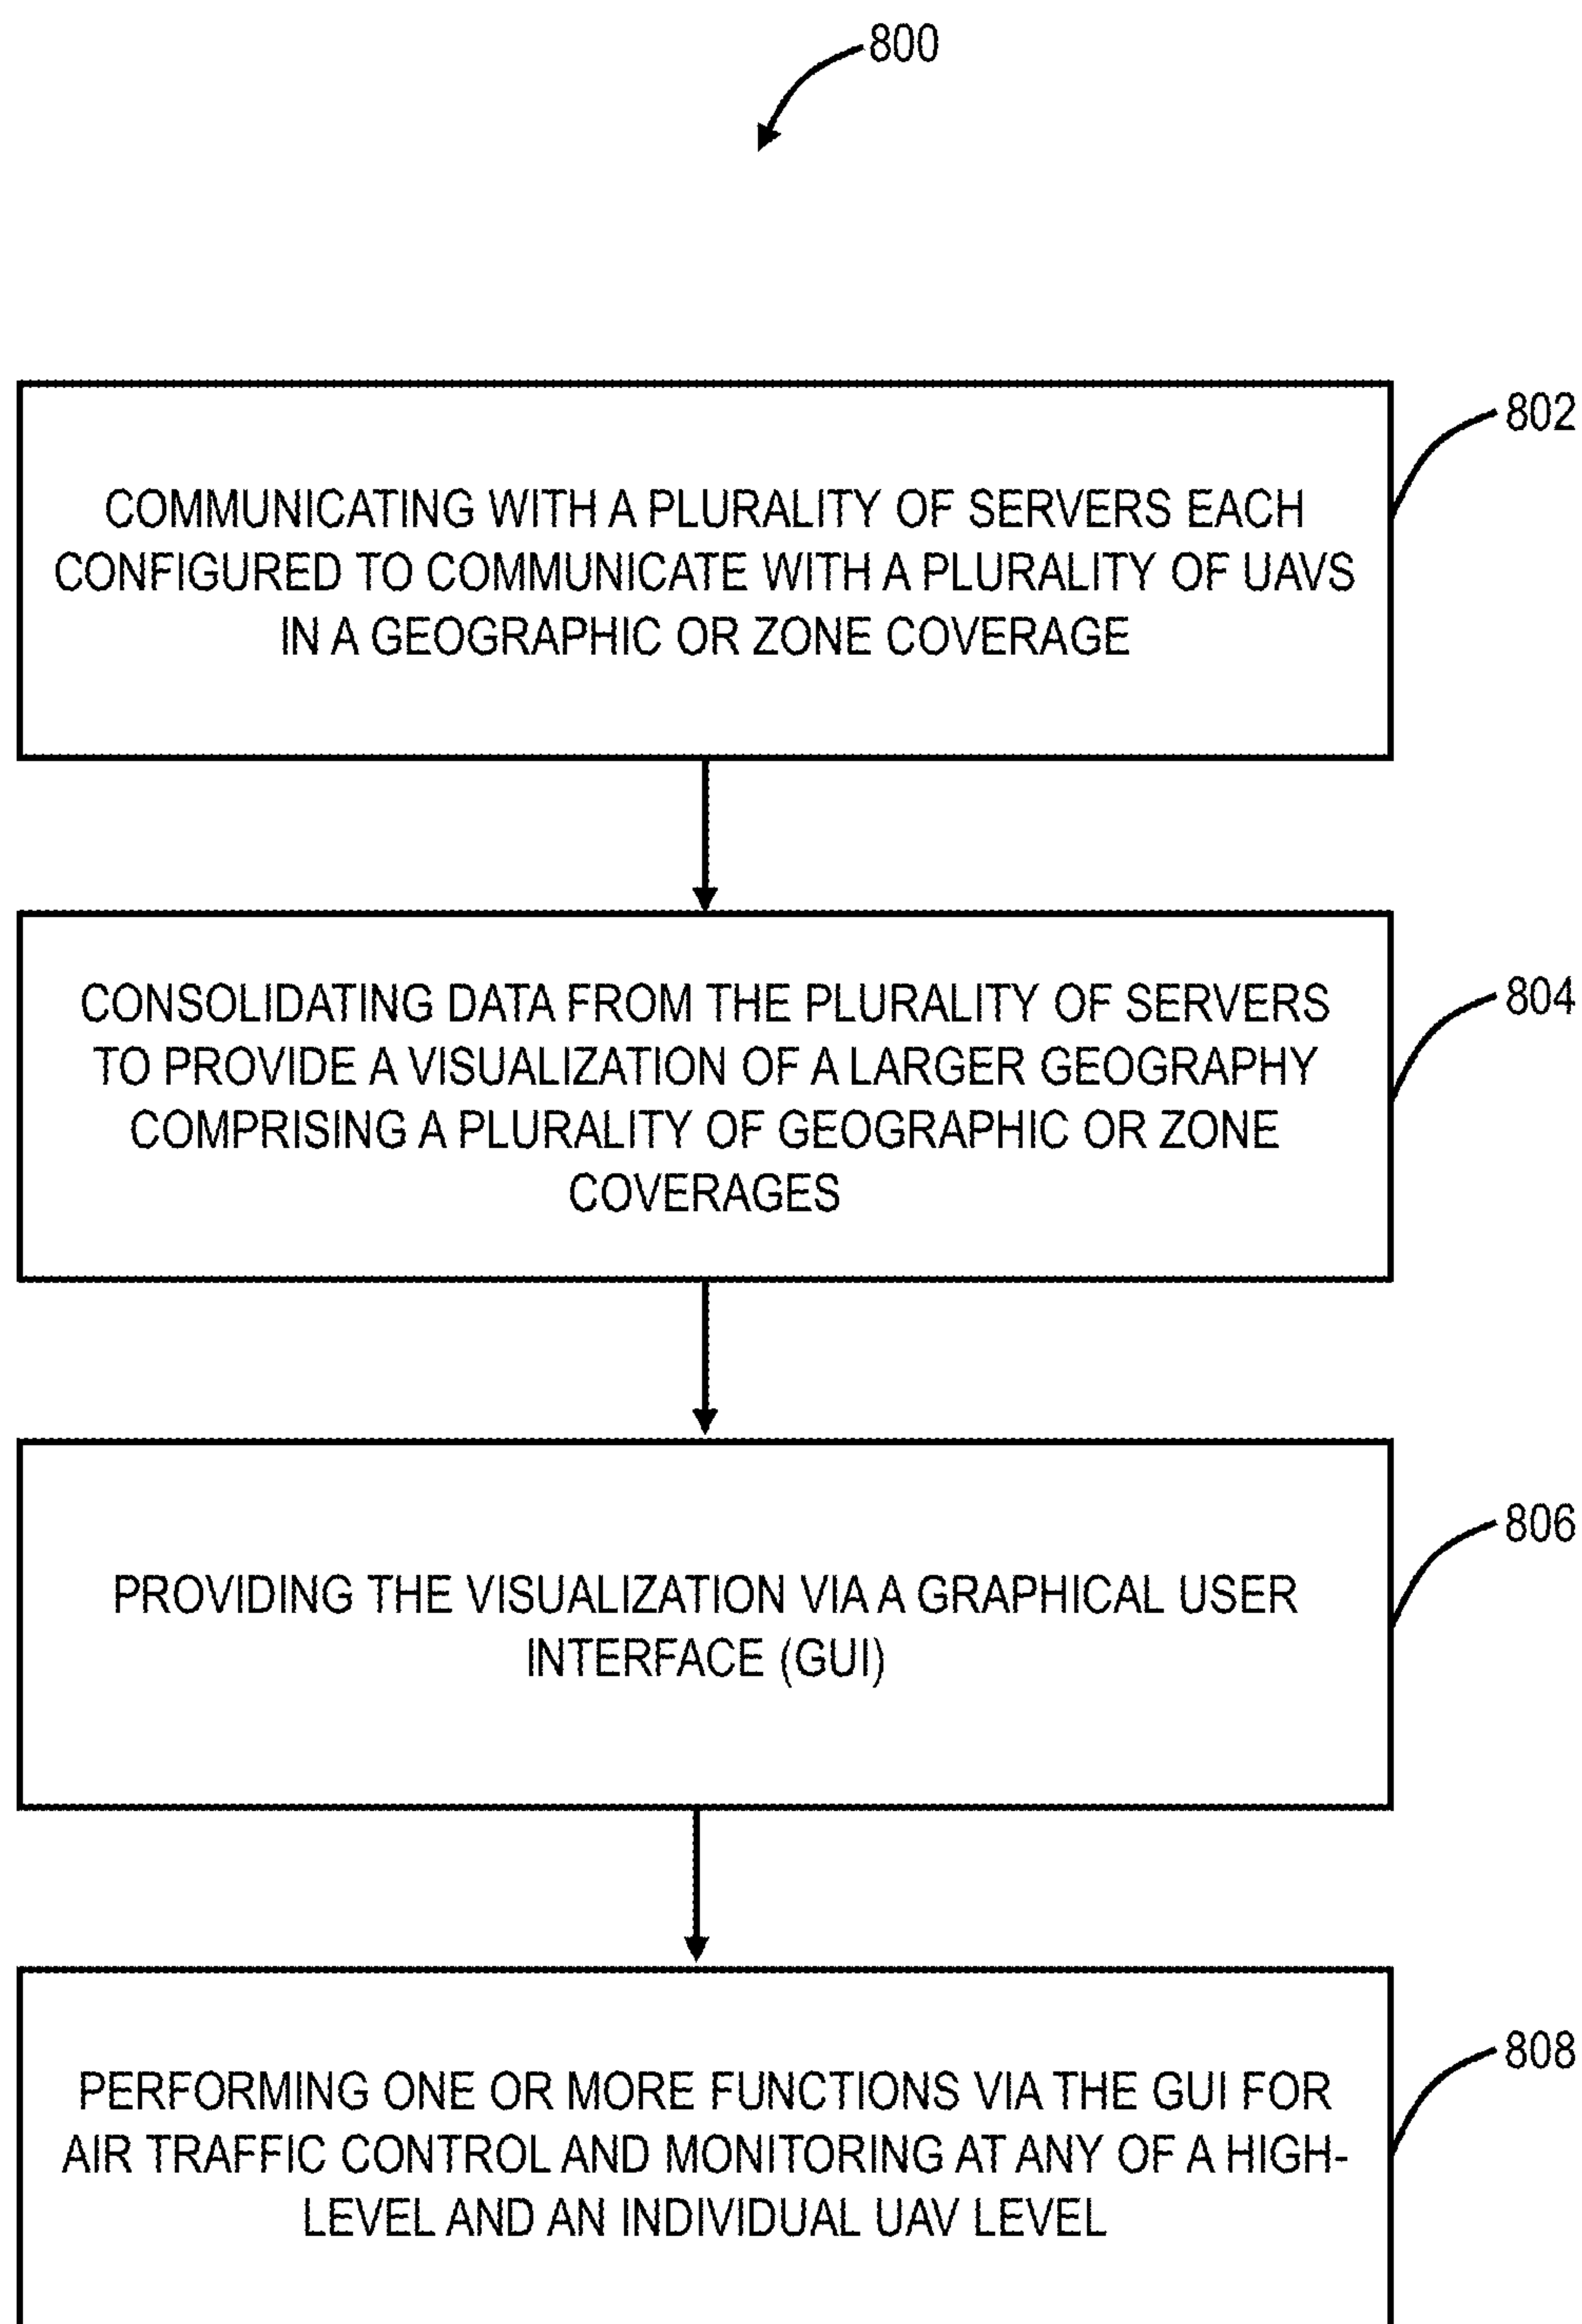 800
802
COMMUNICATING WITH A PLURALITY OF SERVERS EACH
CONFIGURED TO COMMUNICATE WITH A PLURALITY OF UAVS
IN A GEOGRAPHIC OR ZONE COVERAGE
804
CONSOLIDATING DATA FROM THE PLURALITY OF SERVERS
TO PROVIDE A VISUALIZATION OF A LARGER GEOGRAPHY
COMPRISING A PLURALITY OF GEOGRAPHIC OR ZONE
COVERAGES
806
PROVIDING THE VISUALIZATION VIA A GRAPHICAL USER
INTERFACE (GUI)
808
PERFORMING ONE OR MORE FUNCTIONS VIA THE GUI FOR
AIR TRAFFIC CONTROL AND MONITORING AT ANY OF A HIGH-
LEVEL AND AN INDIVIDUAL UAV LEVEL